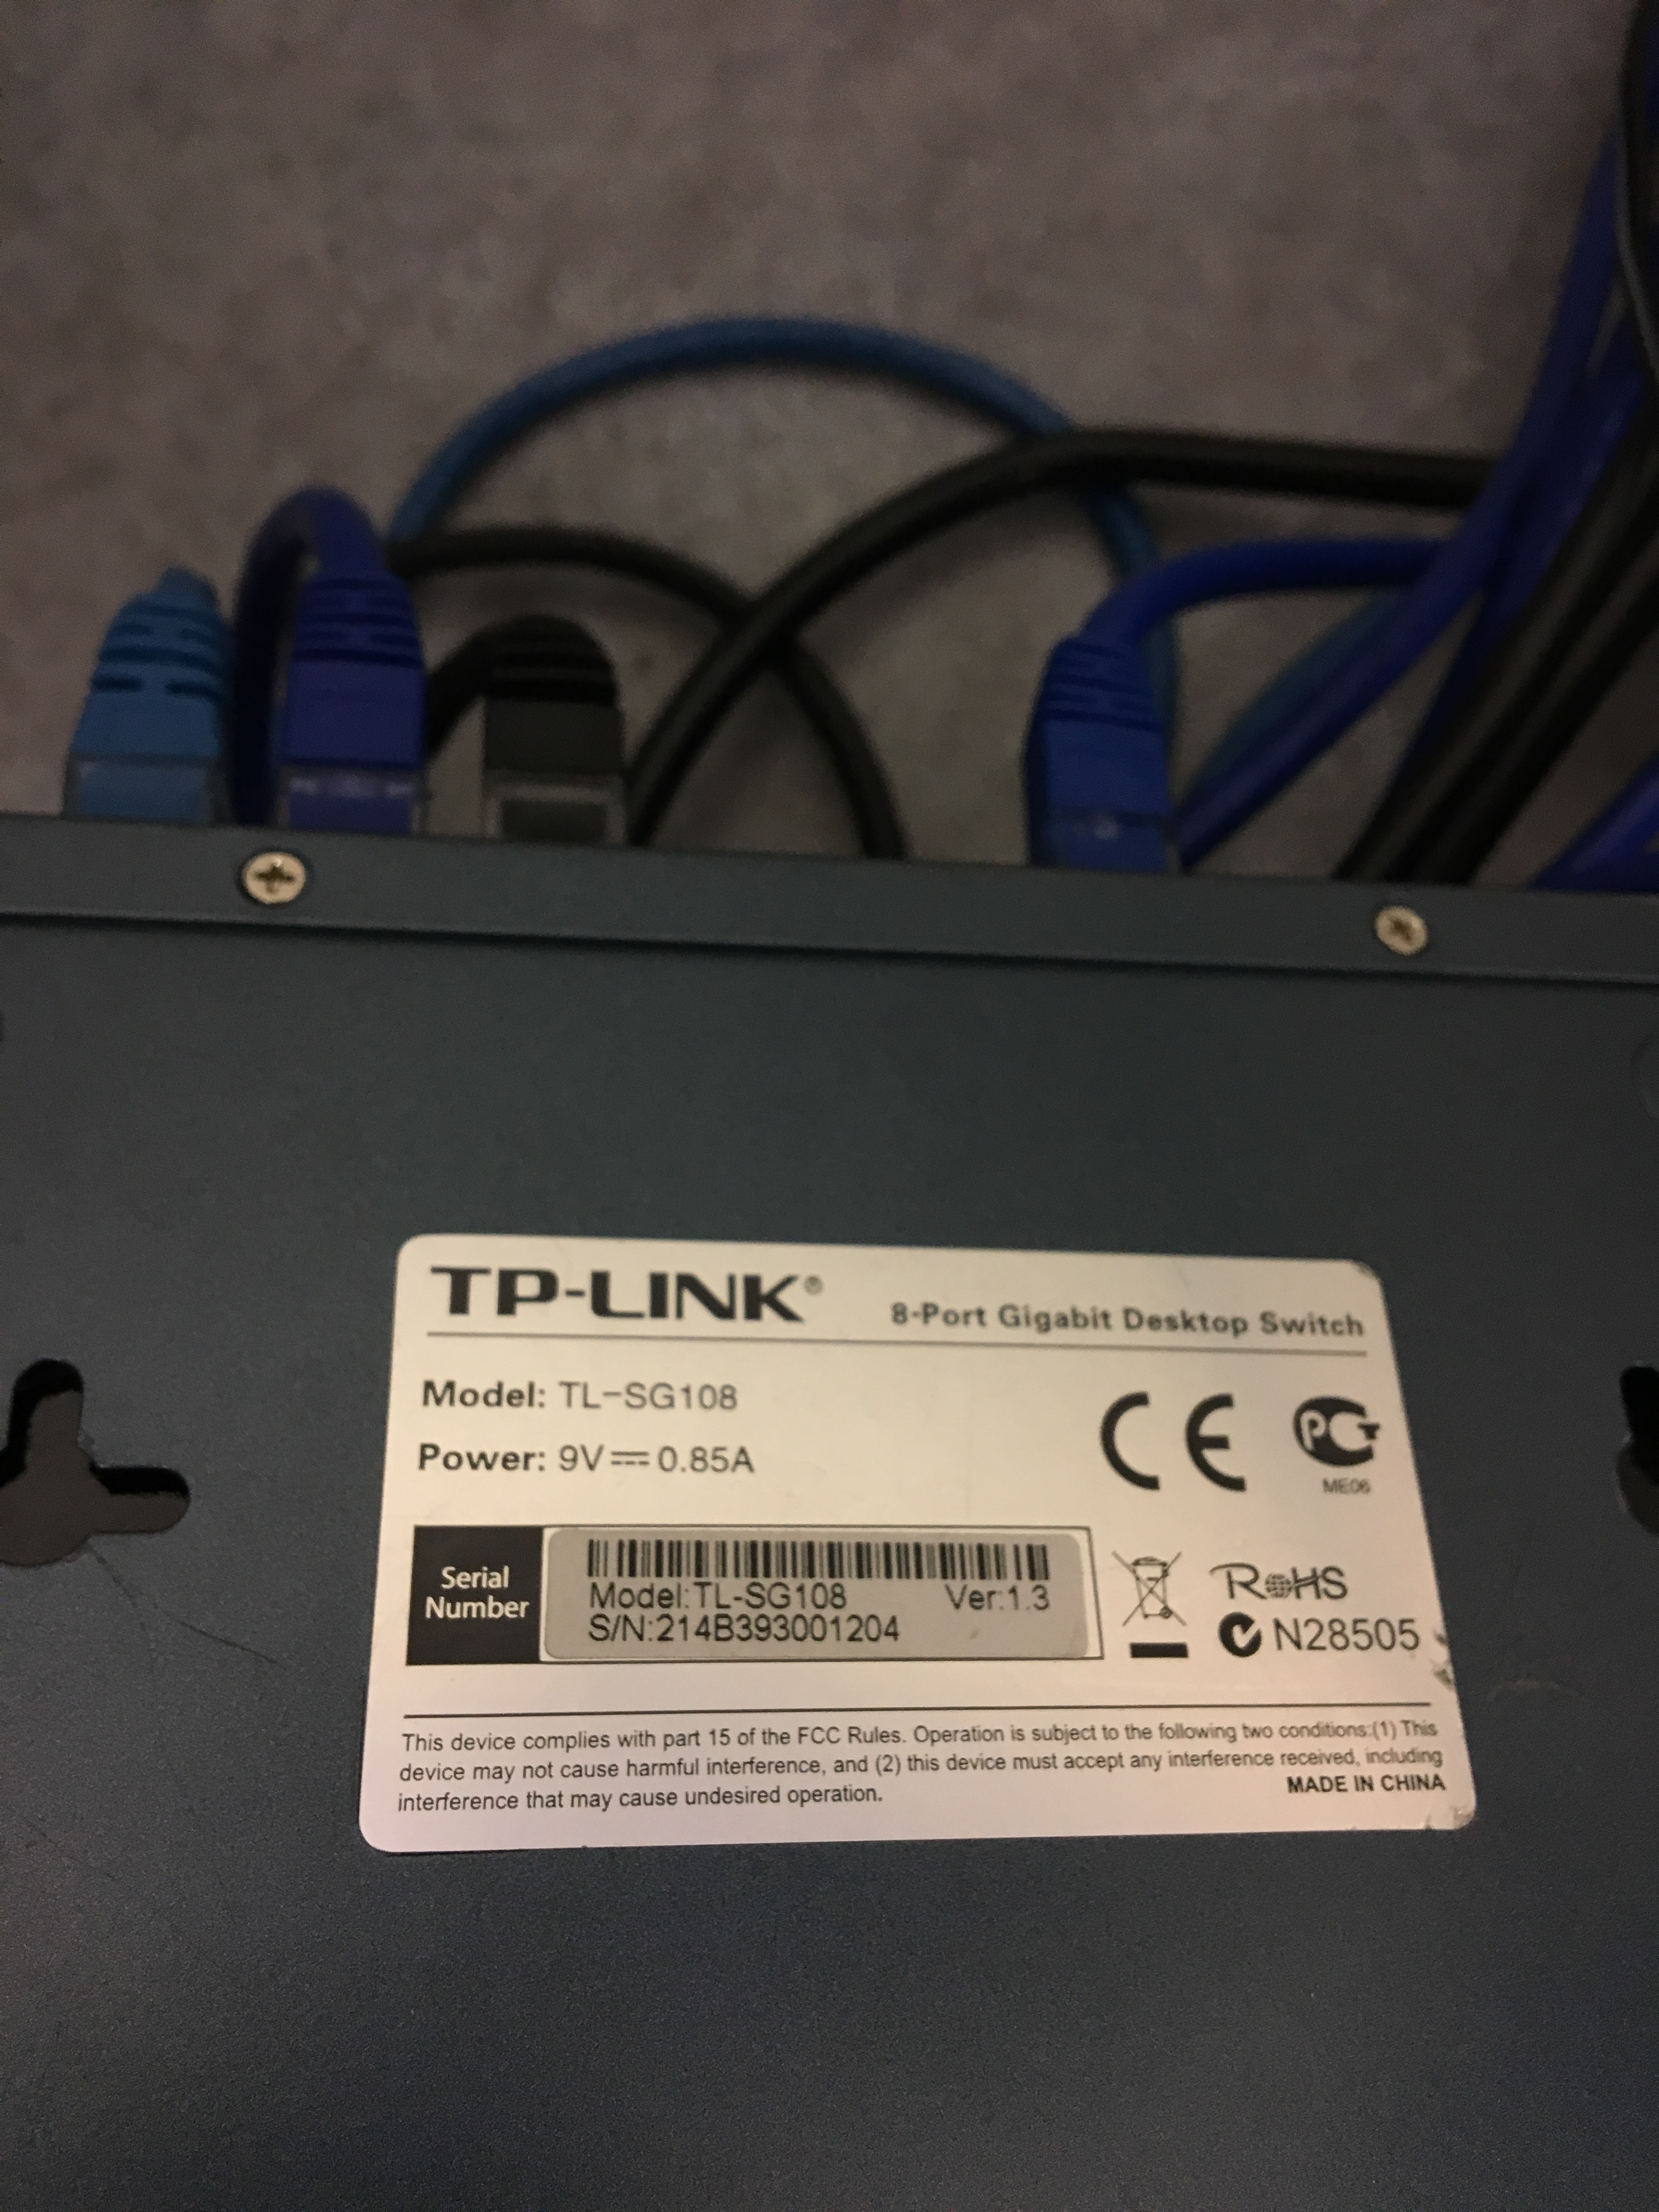 TP-LINK®
8-Port Gigabit Desktop Switch
Model: TL-SG108
Power: 9V⎓0.85A
CE
PCT
ME06
Serial
Number
Model:TL-SG108 Ver:1.3
S/N:214B393001204
RoHS
N28505
This device complies with part 15 of the FCC Rules. Operation is subject to the following two conditions:(1) This
device may not cause harmful interference, and (2) this device must accept any interference received, including
interference that may cause undesired operation.
MADE IN CHINA